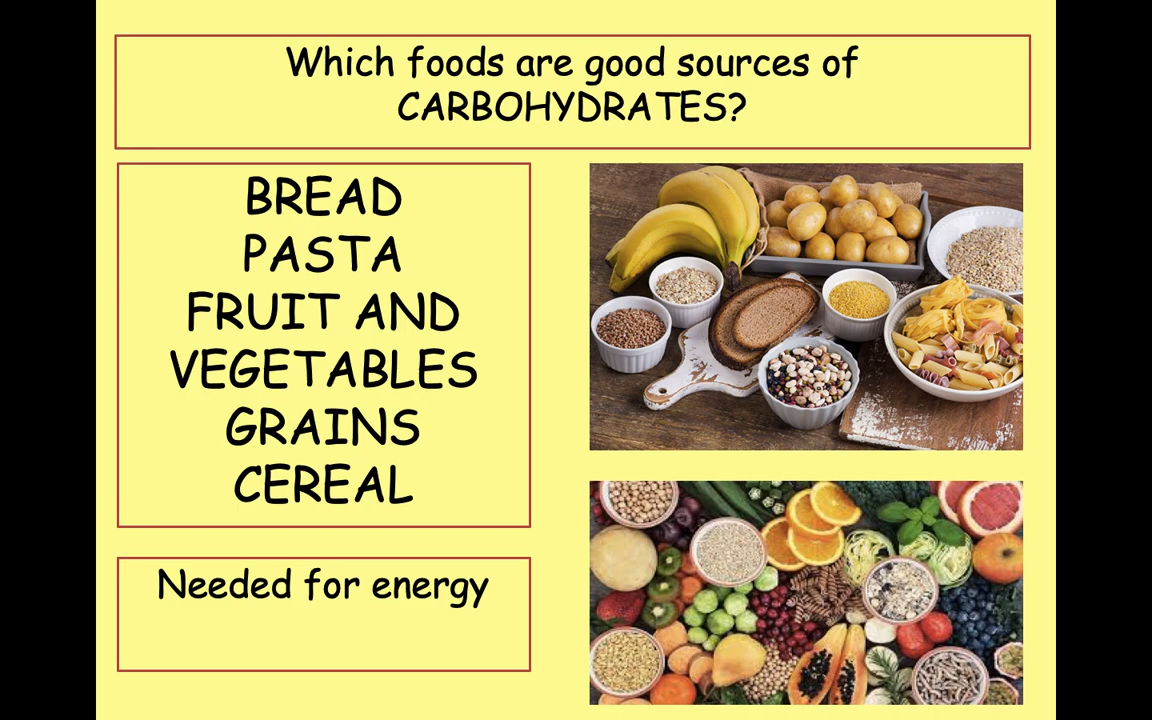 Which foods are good sources of
CARBOHYDRATES?
BREAD
PASTA
FRUIT AND
VEGETABLES
GRAINS
CEREAL
Needed for energy